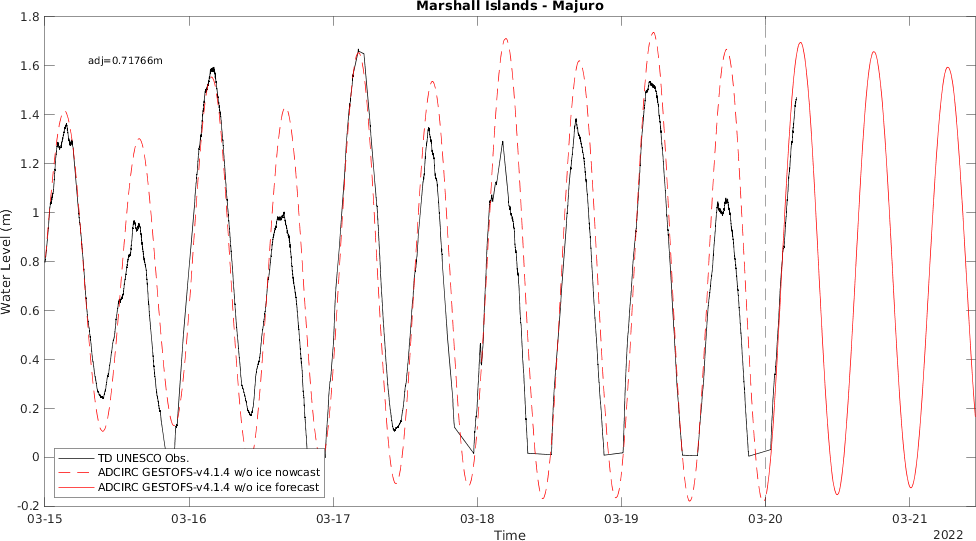 Marshall Islands - Majuro
adj=0.71766m
Water Level (m)
1.8
1.6
1.4
1.2
1
0.8
0.6
0.4
0.2
0
-0.2
TD UNESCO Obs.
ADCIRC GESTOFS-v4.1.4 w/o ice nowcast
ADCIRC GESTOFS-v4.1.4 w/o ice forecast
03-15 03-16 03-17 03-18 03-19 03-20 03-21
Time
2022